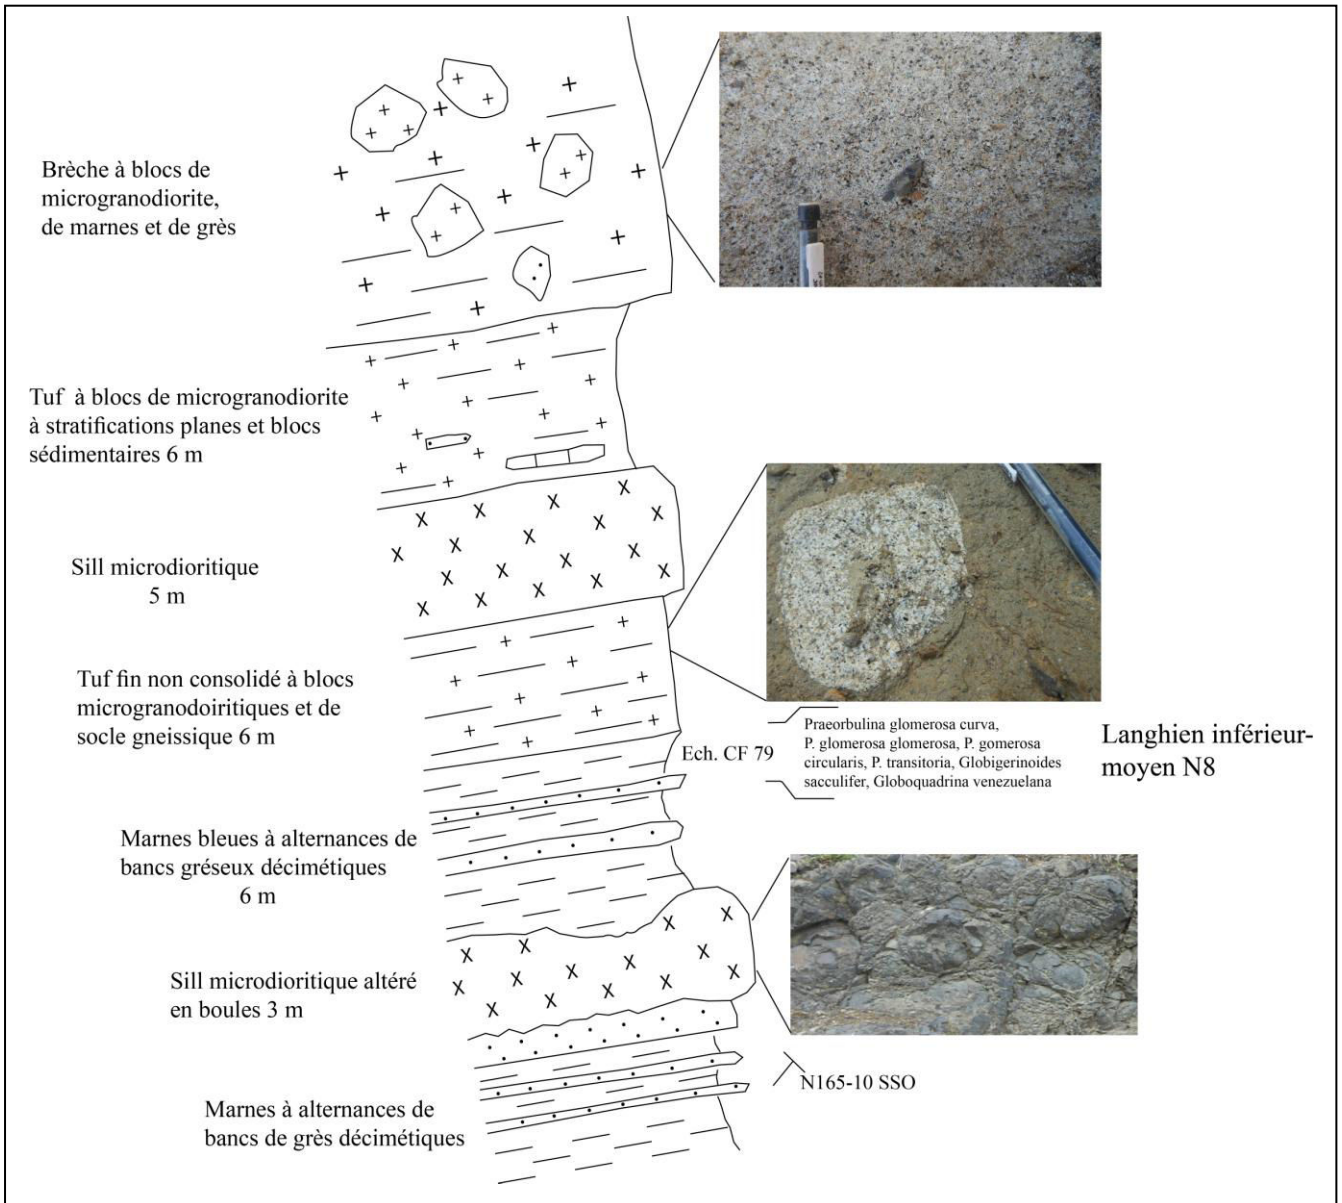 Brèche à blocs de
microgranodiorite,
de marnes et de grès
Tuf à blocs de microgranodiorite
à stratifications planes et blocs
sédimentaires 6 m
Sill microdioritique
5 m
Tuf fin non consolidé à blocs
microgranodoiritiques et de
socle gneissique 6 m
Ech. CF 79
Praeorbulina glomerosa curva,
P. glomerosa glomerosa, P. gomerosa
circularis, P. transitoria, Globigerinoides
sacculifer, Globoquadrina venezuelana
Langhien inférieur-
moyen N8
Marnes bleues à alternances de
bancs gréseux décimétiques
6 m
Sill microdioritique altéré
en boules 3 m
N165-10 SSO
Marnes à alternances de
bancs de grès décimétiques